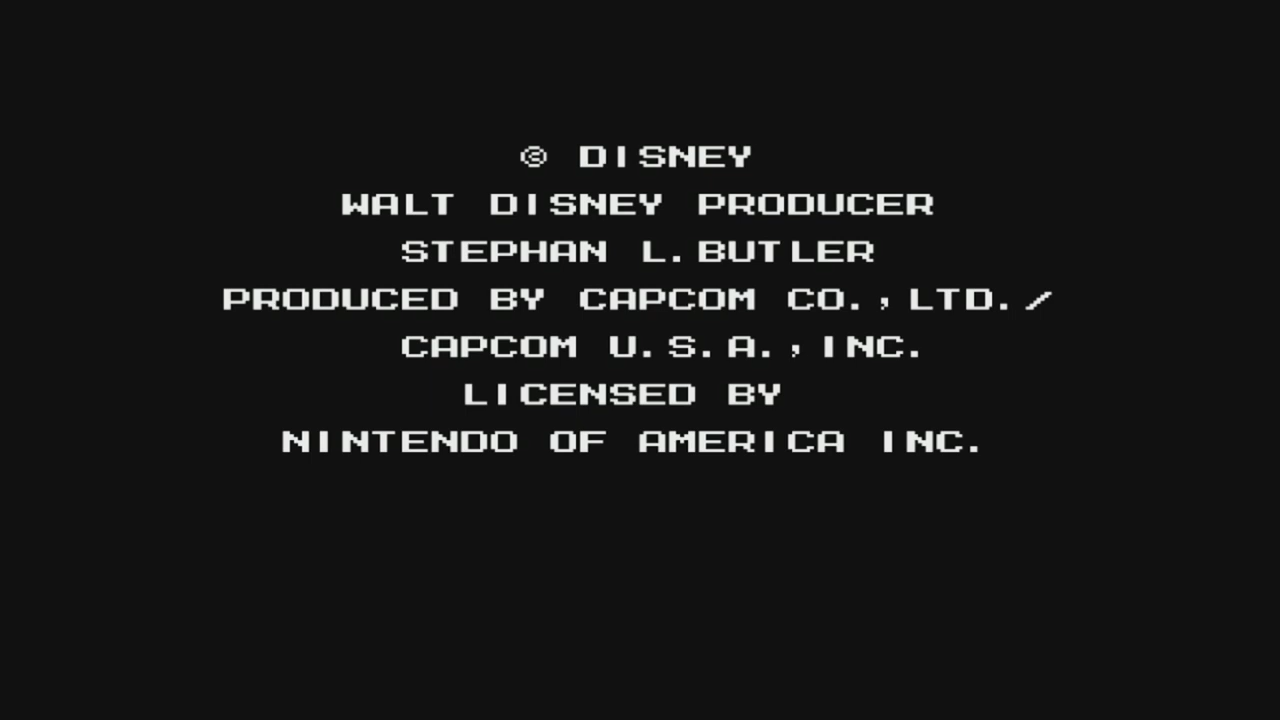 © DISNEY
WALT DISNEY PRODUCER
STEPHAN L.BUTLER
PRODUCED BY CAPCOM CO.,LTD./
CAPCOM U.S.A.,INC.
LICENSED BY
NINTENDO OF AMERICA INC.